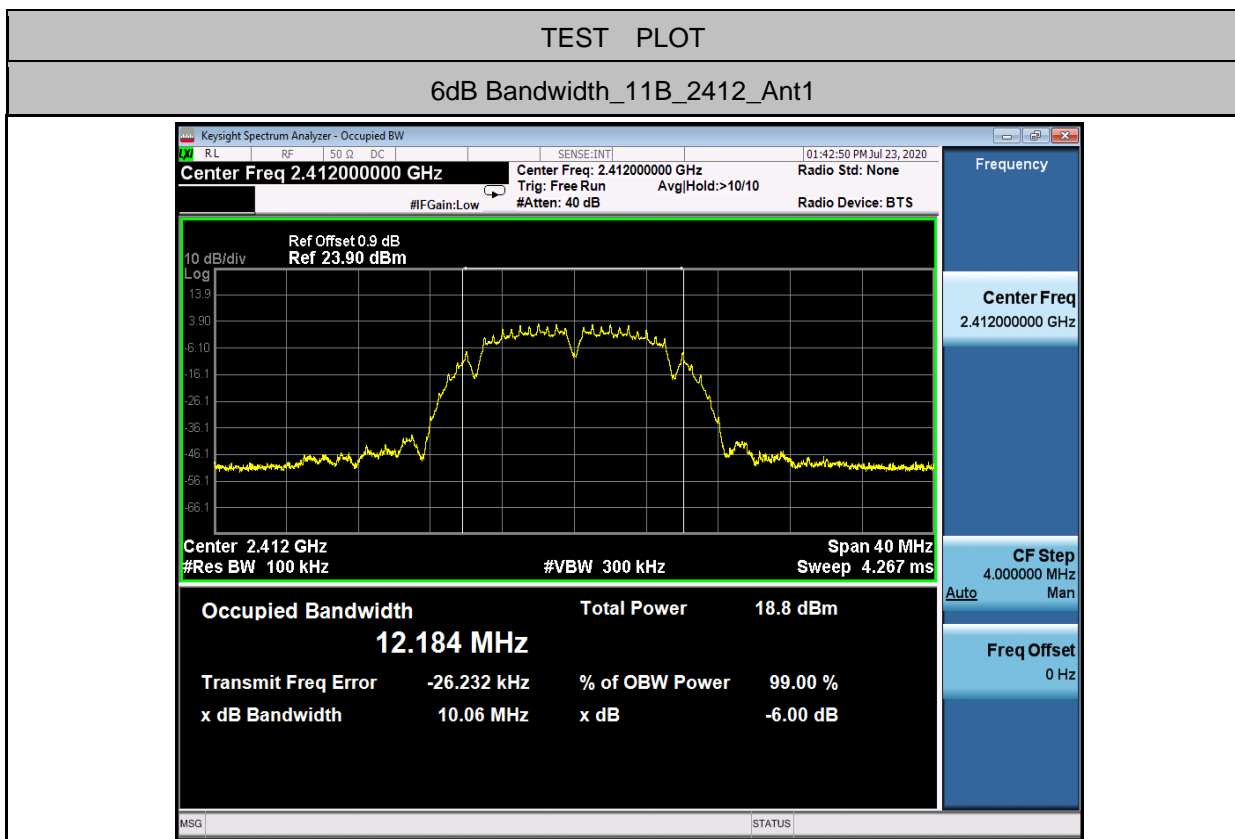 TEST PLOT
6dB Bandwidth_11B_2412_Ant1
Keysight Spectrum Analyzer - Occupied BW
LXI RL RF 50 Ω DC SENSE:INT 01:42:50 PM Jul 23, 2020
Center Freq 2.412000000 GHz
Center Freq: 2.412000000 GHz Radio Std: None
Trig: Free Run Avg|Hold:>10/10
#IFGain:Low #Atten: 40 dB Radio Device: BTS
Frequency
Ref Offset 0.9 dB
10 dB/div Ref 23.90 dBm
Log
13.9
3.90
-6.10
-16.1
-26.1
-36.1
-46.1
-56.1
-66.1
Center 2.412 GHz Span 40 MHz
#Res BW 100 kHz #VBW 300 kHz Sweep 4.267 ms
Center Freq
2.412000000 GHz
CF Step
4.000000 MHz
Auto Man
Freq Offset
0 Hz
Occupied Bandwidth Total Power 18.8 dBm
12.184 MHz
Transmit Freq Error -26.232 kHz % of OBW Power 99.00 %
x dB Bandwidth 10.06 MHz x dB -6.00 dB
MSG STATUS